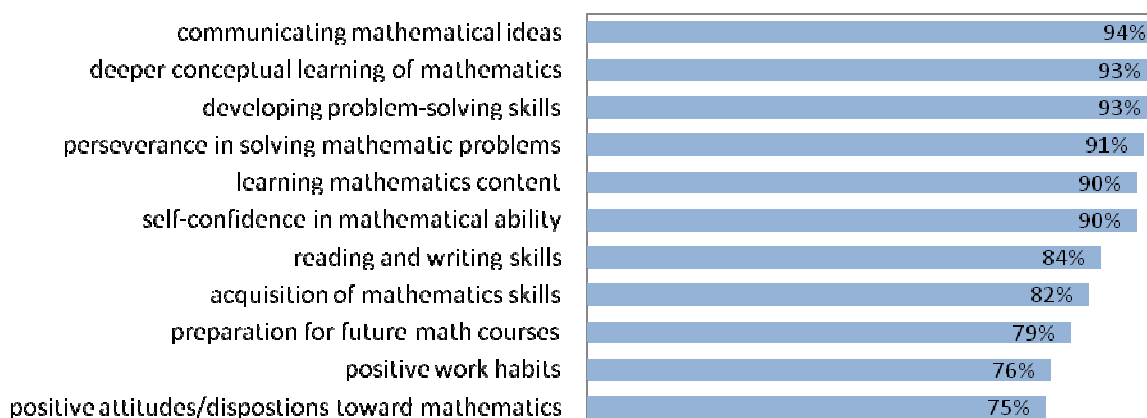 communicating mathematical ideas 94%
deeper conceptual learning of mathematics 93%
developing problem-solving skills 93%
perseverance in solving mathematic problems 91%
learning mathematics content 90%
self-confidence in mathematical ability 90%
reading and writing skills 84%
acquisition of mathematics skills 82%
preparation for future math courses 79%
positive work habits 76%
positive attitudes/dispostions toward mathematics 75%